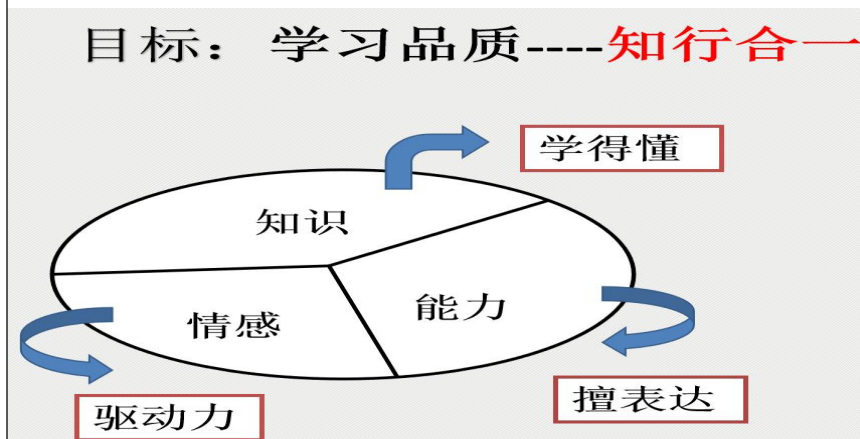 目标： 学习品质----知行合一
学得懂
知识
能力
情感
擅表达
驱动力